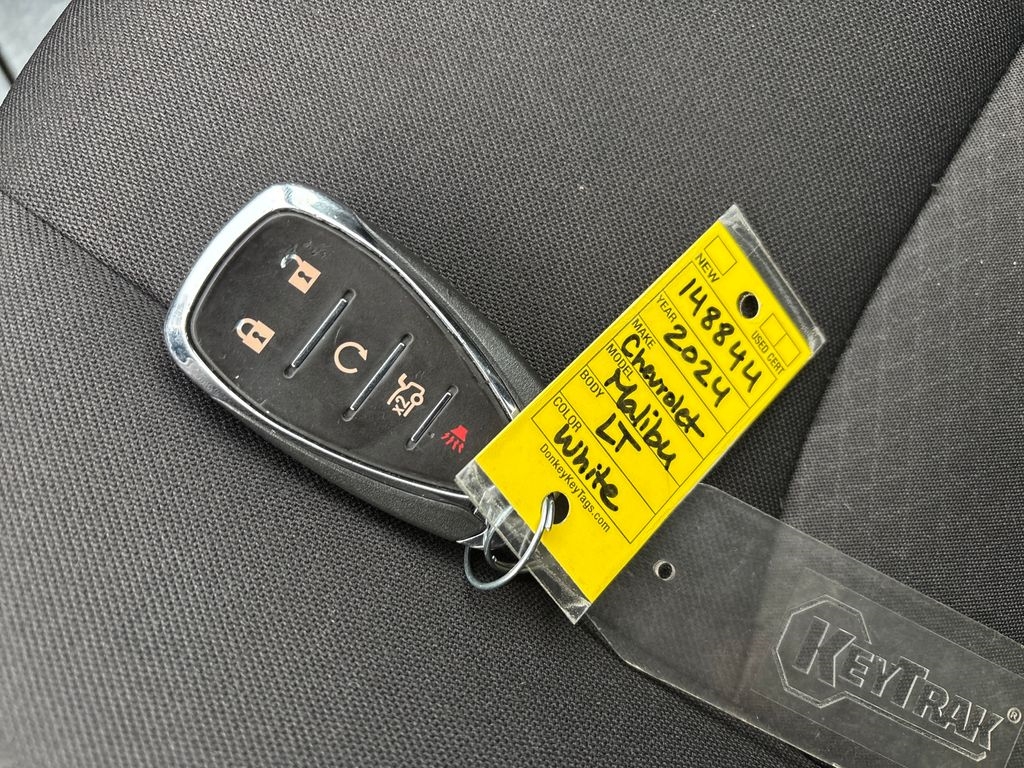 NEW
USED CERT
148844
YEAR 2024
MAKE Chevrolet
MODEL Malibu
BODY LT
COLOR White
DonkeyKeyTags.com
x2
KEYTRAK®